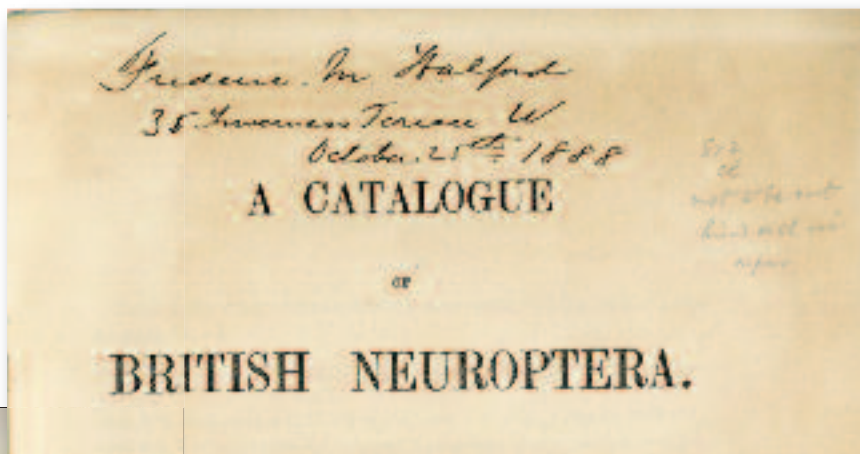 Frederic. M Halford
35 Inverness Terrace W
October. 25th 1888
A CATALOGUE
OF
BRITISH NEUROPTERA.